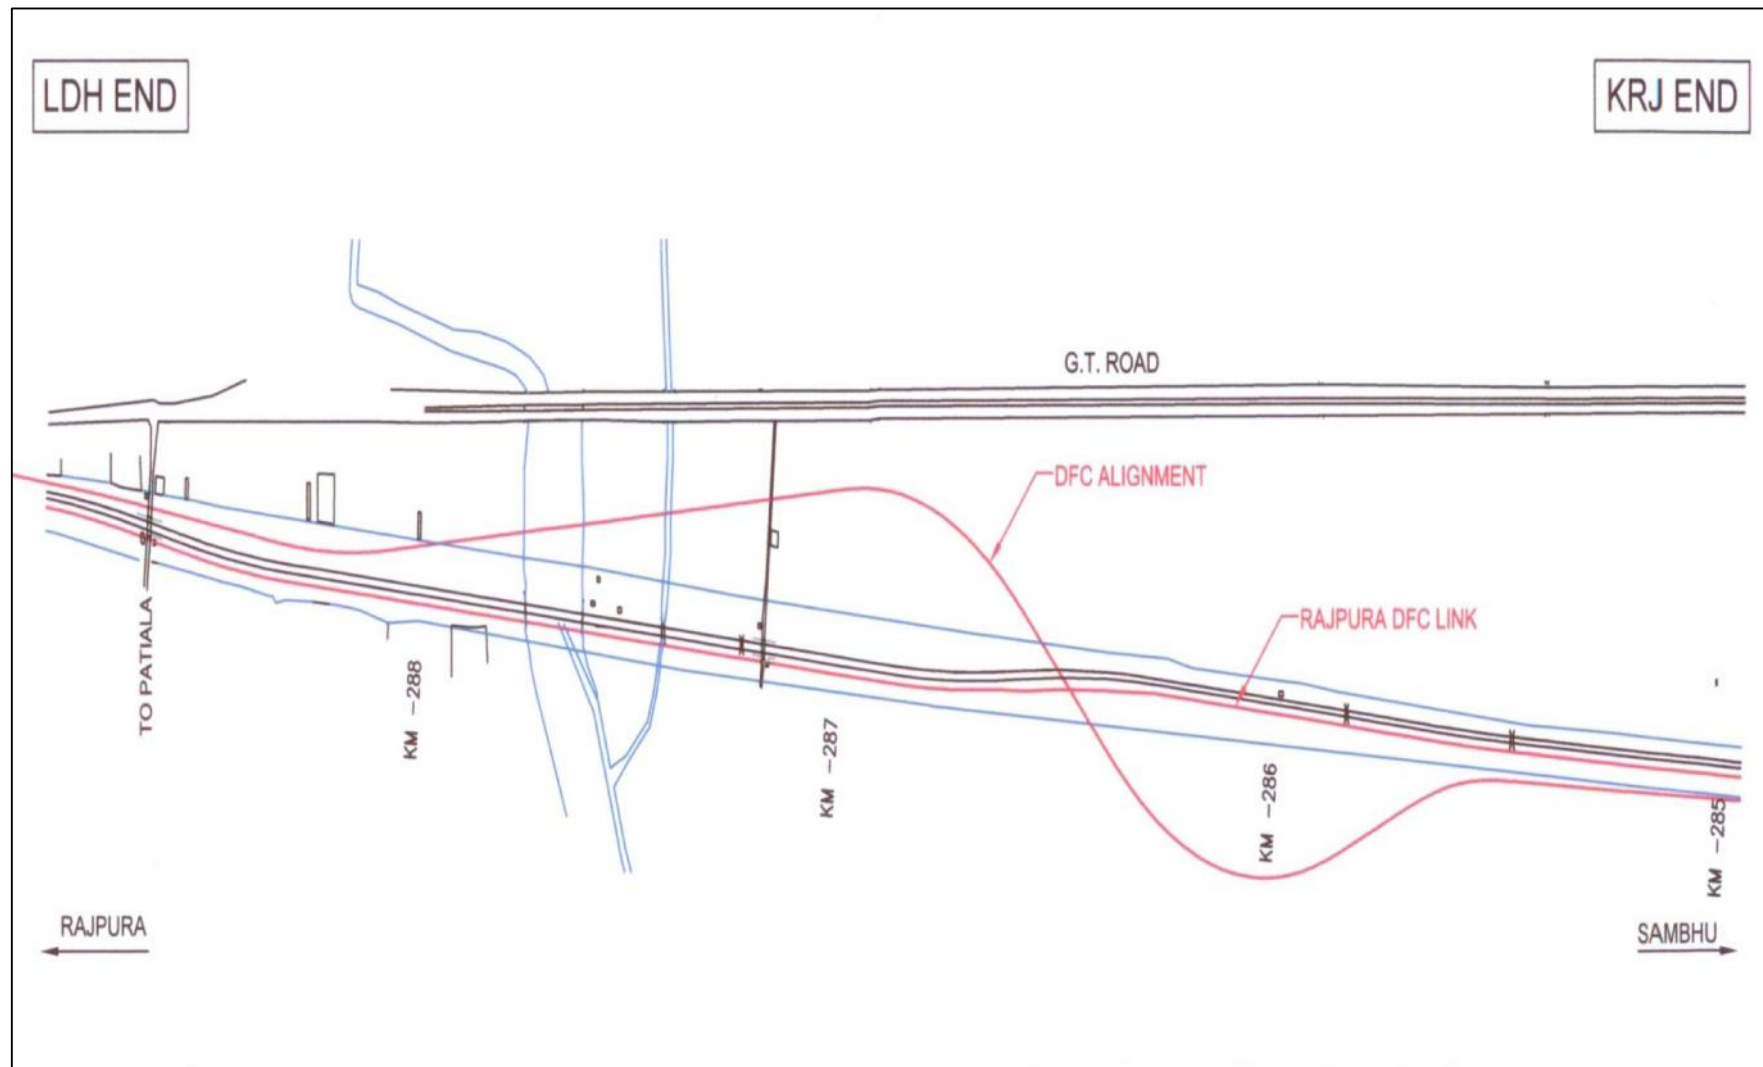 LDH END
KRJ END
G.T. ROAD
DFC ALIGNMENT
RAJPURA DFC LINK
TO PATIALA
KM -288
KM -287
KM -286
KM -285
RAJPURA
SAMBHU